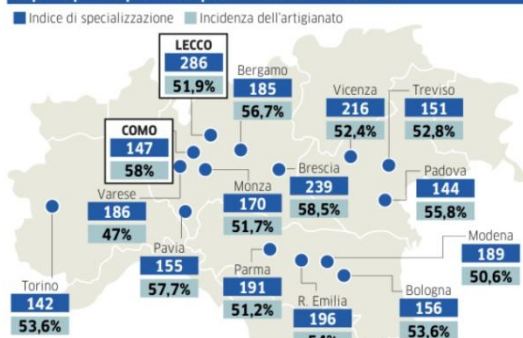 Indice di specializzazione Incidenza dell'artigianato
LECCO
286
51,9%
Bergamo
185
56,7%
Vicenza
216
52,4%
Treviso
151
52,8%
COMO
147
58%
Varese
186
47%
Monza
170
51,7%
Brescia
239
58,5%
Padova
144
55,8%
Pavia
155
57,7%
Torino
142
53,6%
Parma
191
51,2%
R. Emilia
196
Modena
189
50,6%
Bologna
156
53,6%